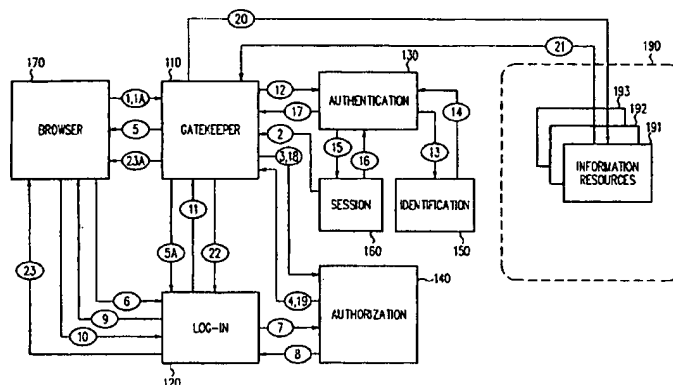 20
21
170
110
130
190
1,1A
12
193
BROWSER
5
GATEKEEPER
17
AUTHENTICATION
14
192
2
191
23A
3,18
15
16
13
INFORMATION
RESOURCES
11
SESSION
IDENTIFICATION
5A
22
160
150
23
140
6
4,19
9
LOG-IN
7
AUTHORIZATION
10
8
120